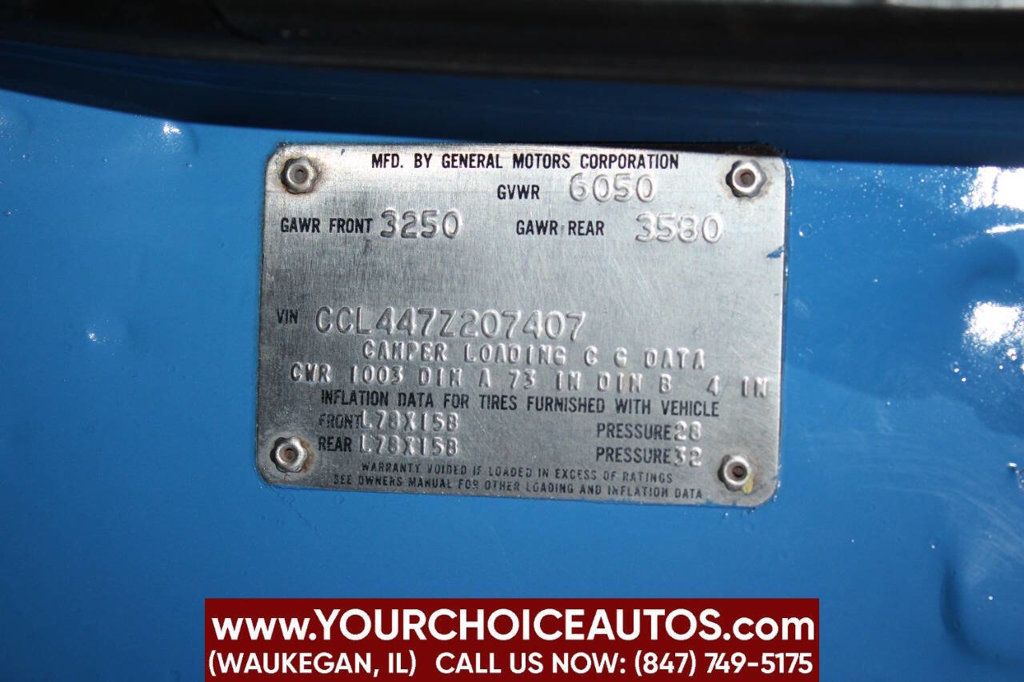 MFD. BY GENERAL MOTORS CORPORATION
GVWR 6050
GAWR FRONT 3250 GAWR REAR 3580
VIN CCL447Z207407
CAMPER LOADING C G DATA
CWR 1003 DIM A 73 IN DIM B 4 IN
INFLATION DATA FOR TIRES FURNISHED WITH VEHICLE
FRONT L78X15B PRESSURE 28
REAR L78X15B PRESSURE 32
WARRANTY VOIDED IF LOADED IN EXCESS OF RATINGS
SEE OWNERS MANUAL FOR OTHER LOADING AND INFLATION DATA
WWW.YOURCHOICEAUTOS.com
(WAUKEGAN, IL) CALL US NOW: (847) 749-5175